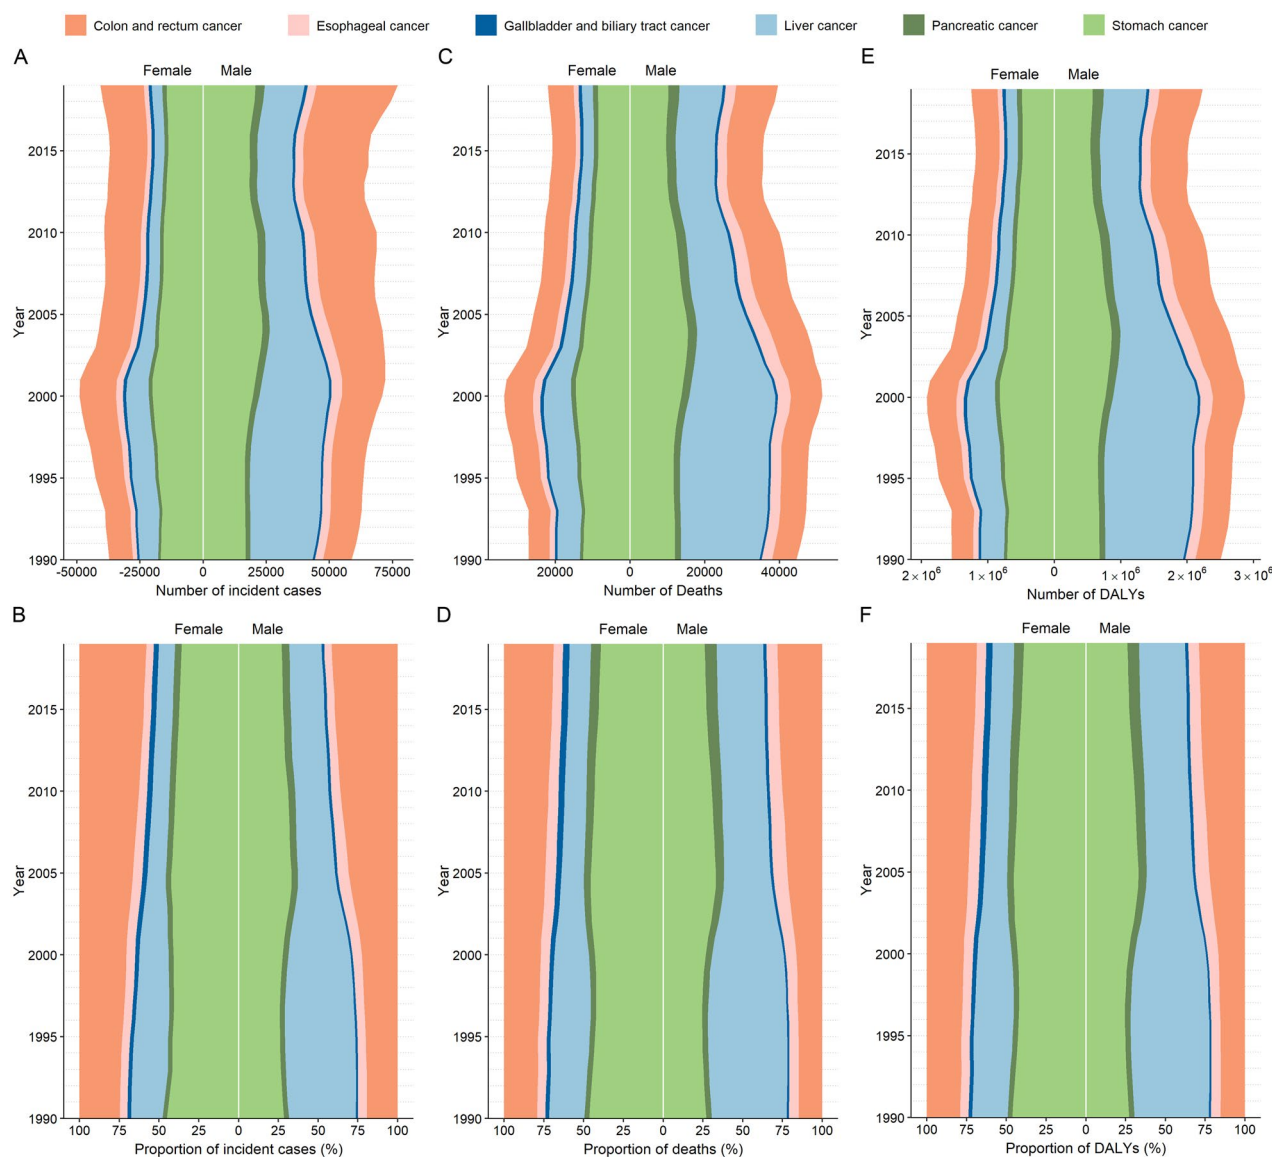 Colon and rectum cancer Esophageal cancer Gallbladder and biliary tract cancer Liver cancer Pancreatic cancer Stomach cancer
A
Female Male
2015
2010
2005
2000
1995
1990
Year
-50000 -25000 0 25000 50000 75000
Number of incident cases
C
Female Male
2015
2010
2005
2000
1995
1990
Year
20000 0 20000 40000
Number of Deaths
E
Female Male
2015
2010
2005
2000
1995
1990
Year
2 × 10⁶ 1 × 10⁶ 0 1 × 10⁶ 2 × 10⁶ 3 × 10⁶
Number of DALYs
B
Female Male
2015
2010
2005
2000
1995
1990
Year
100 75 50 25 0 25 50 75 100
Proportion of incident cases (%)
D
Female Male
2015
2010
2005
2000
1995
1990
Year
100 75 50 25 0 25 50 75 100
Proportion of deaths (%)
F
Female Male
2015
2010
2005
2000
1995
1990
Year
100 75 50 25 0 25 50 75 100
Proportion of DALYs (%)